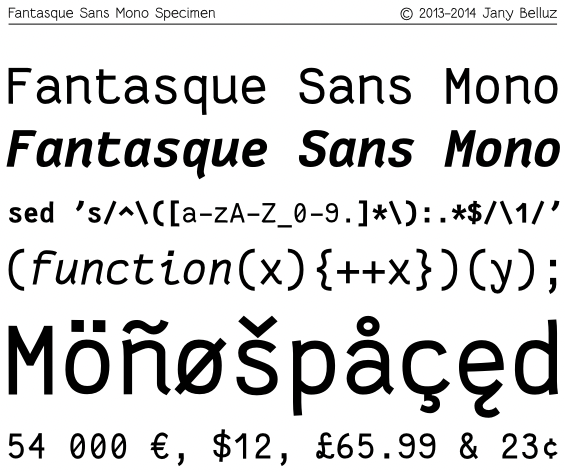 Fantasque Sans Mono Specimen © 2013-2014 Jany Belluz
Fantasque Sans Mono
Fantasque Sans Mono
sed 's/^\([a-zA-Z_0-9.]*\):.*$/\1/'
(function(x){++x})(y);
Möñøšpåçęd
54 000 €, $12, £65.99 & 23¢